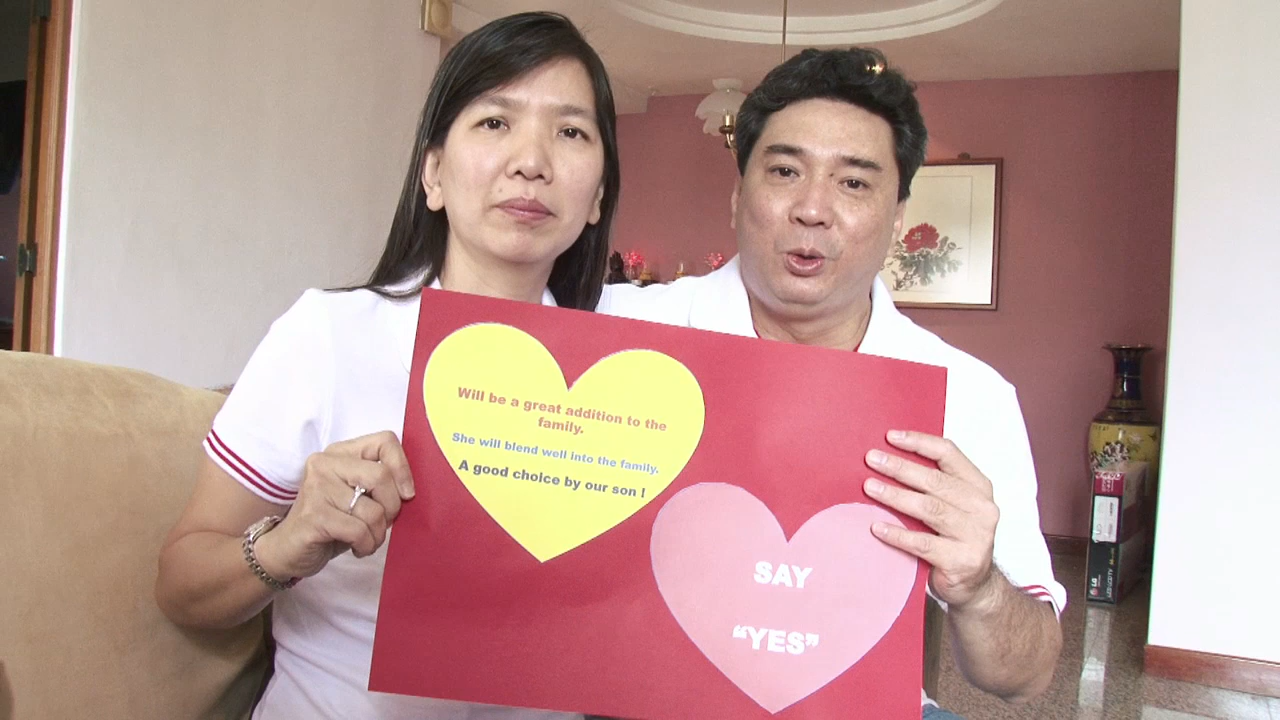 Will be a great addition to the
family.
She will blend well into the family.
A good choice by our son !
SAY
“YES”
LG